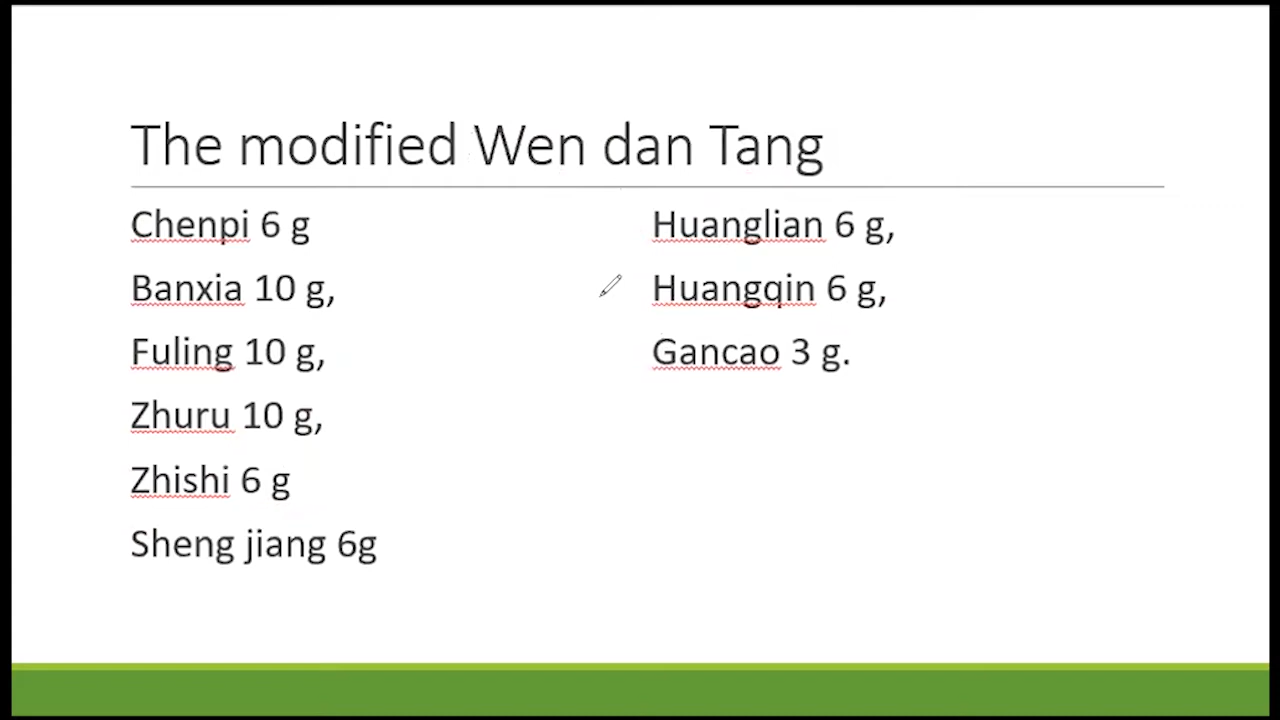 The modified Wen dan Tang
Chenpi 6 g
Banxia 10 g,
Fuling 10 g,
Zhuru 10 g,
Zhishi 6 g
Sheng jiang 6g
Huanglian 6 g,
Huangqin 6 g,
Gancao 3 g.